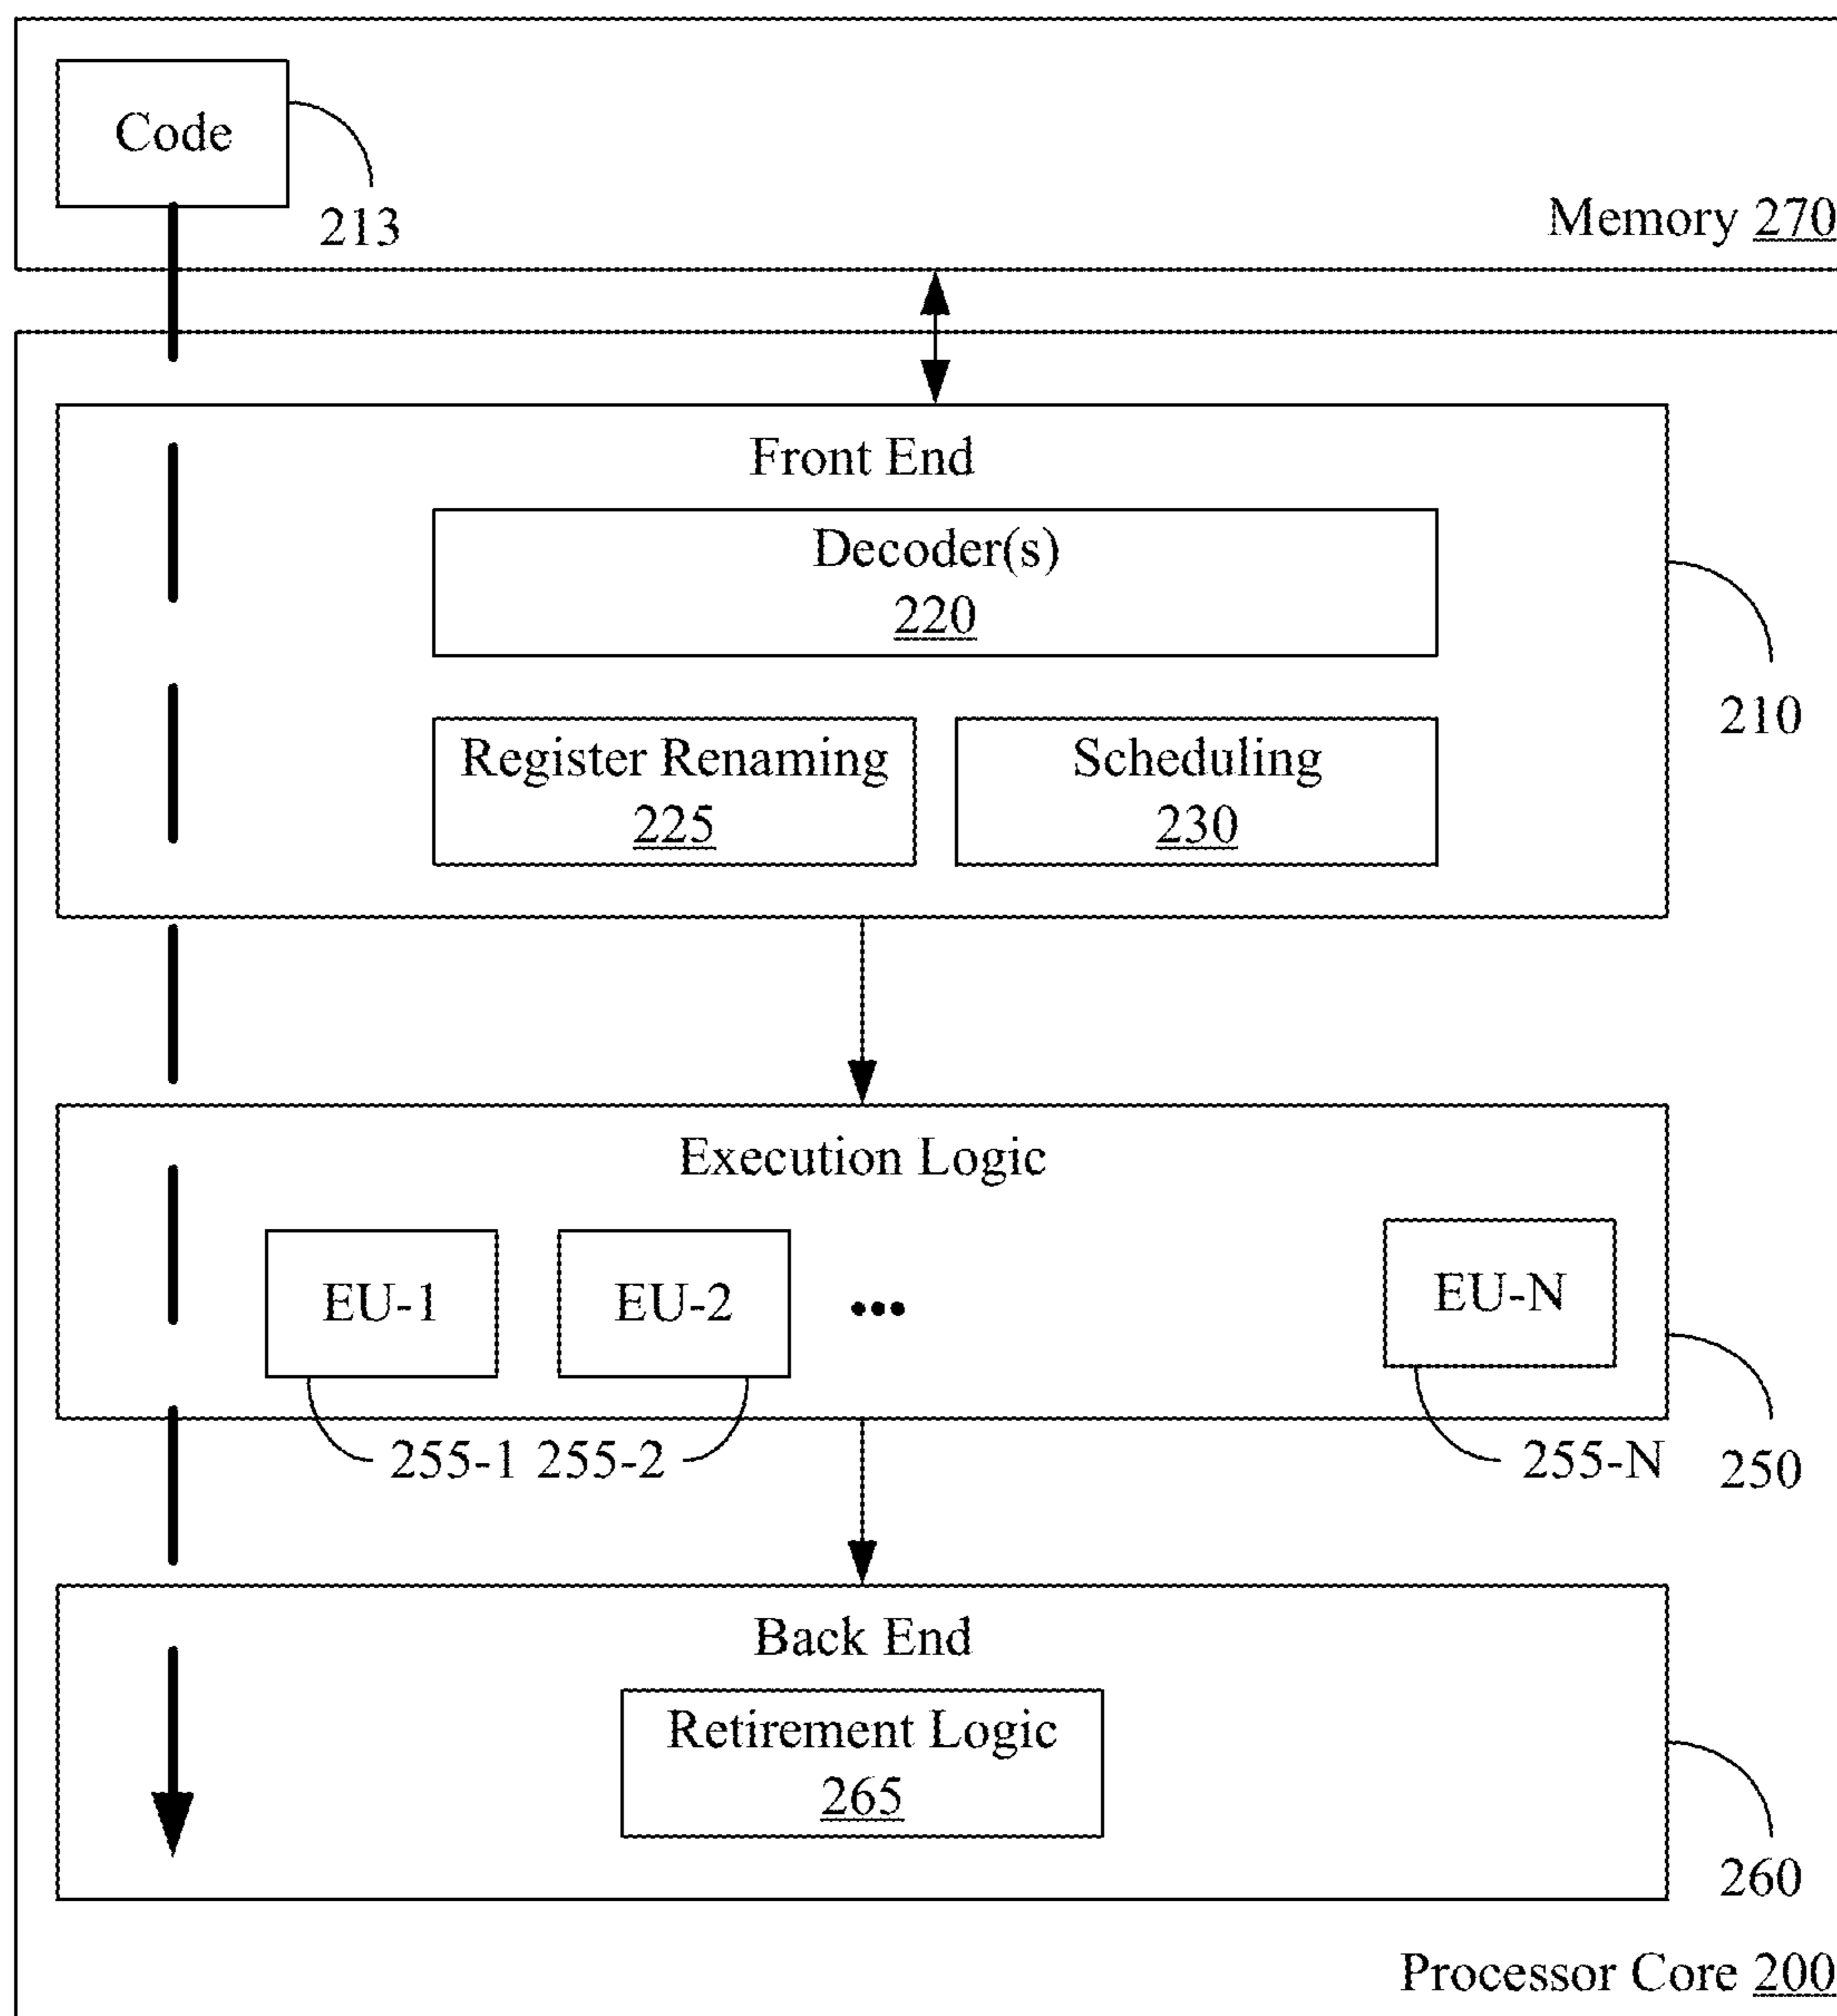 Code
213
Memory 270
Front End
Decoder(s)
220
210
Register Renaming
225
Scheduling
230
Execution Logic
EU-1
EU-2
•••
EU-N
255-1 255-2
255-N
250
Back End
Retirement Logic
265
260
Processor Core 200